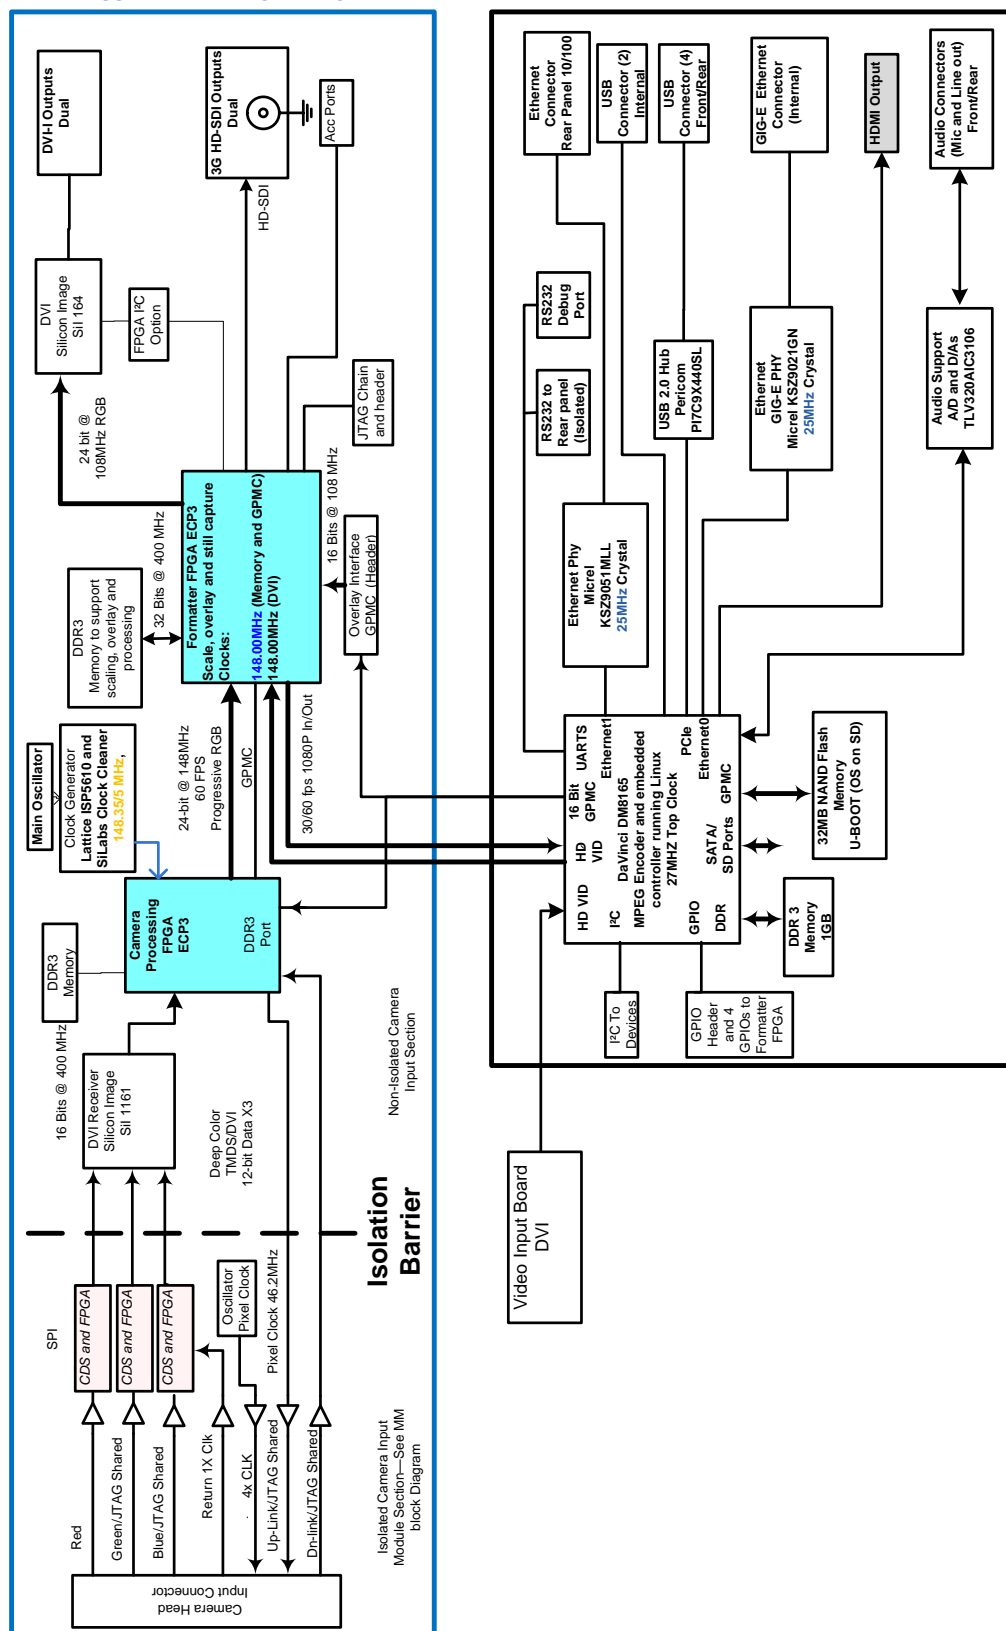 DVI-I Outputs
Dual
3G HD-SDI Outputs
Dual
Acc Ports
HD-SDI
DVI
Silicon Image
SiI 164
FPGA I²C
Option
24 bit @
108MHz RGB
JTAG Chain
and header
DDR3
Memory to support
scaling, overlay and
processing
32 Bits @ 400 MHz
Formatter FPGA ECP3
Scale, overlay and still capture
Clocks:
148.00MHz (Memory and GPMC)
148.00MHz (DVI)
16 Bits @ 108 MHz
Overlay Interface
GPMC (Header)
Main Oscillator
Clock Generator
Lattice ISP5610 and
SiLabs Clock Cleaner
148.35/5 MHz,
24-bit @ 148MHz
60 FPS
Progressive RGB
GPMC
30/60 fps 1080P In/Out
DDR3
Memory
Camera
Processing
FPGA
ECP3
DDR3
Port
16 Bits @ 400 MHz
DVI Receiver
Silicon Image
SiI 1161
Deep Color
TMDS/DVI
12-bit Data X3
Non-Isolated Camera
Input Section
Isolation
Barrier
SPI
CDS and FPGA
CDS and FPGA
CDS and FPGA
Oscillator
Pixel Clock
Pixel Clock 46.2MHz
Red
Green/JTAG Shared
Blue/JTAG Shared
Return 1X Clk
. 4x CLK
Up-Link/JTAG Shared
Dn-link/JTAG Shared
Isolated Camera Input
Module Section—See MM
block Diagram
Camera Head
Input Connector
Ethernet
Connector
Rear Panel 10/100
USB
Connector (2)
Internal
USB
Connector (4)
Front/Rear
GIG-E Ethernet
Connector
(Internal)
HDMI Output
Audio Connectors
(Mic and Line out)
Front/Rear
RS232
Debug
Port
RS232 to
Rear panel
(Isolated)
USB 2.0 Hub
Pericom
PI7C9X440SL
Ethernet
GIG-E PHY
Micrel KSZ9021GN
25MHz Crystal
Audio Support
A/D and D/As
TLV320AIC3106
Ethernet Phy
Micrel
KSZ9051MLL
25MHz Crystal
UARTS
Ethernet1
PCIe
Ethernet0
16 Bit
GPMC
GPMC
HD
VID
DaVinci DM8165
MPEG Encoder and embedded
controller running Linux
27MHZ Top Clock
SATA/
SD Ports
HD VID
I²C
GPIO
DDR
32MB NAND Flash
Memory
U-BOOT (OS on SD)
DDR 3
Memory
1GB
I²C To
Devices
GPIO
Header
and 4
GPIOs to
Formatter
FPGA
Video Input Board
DVI